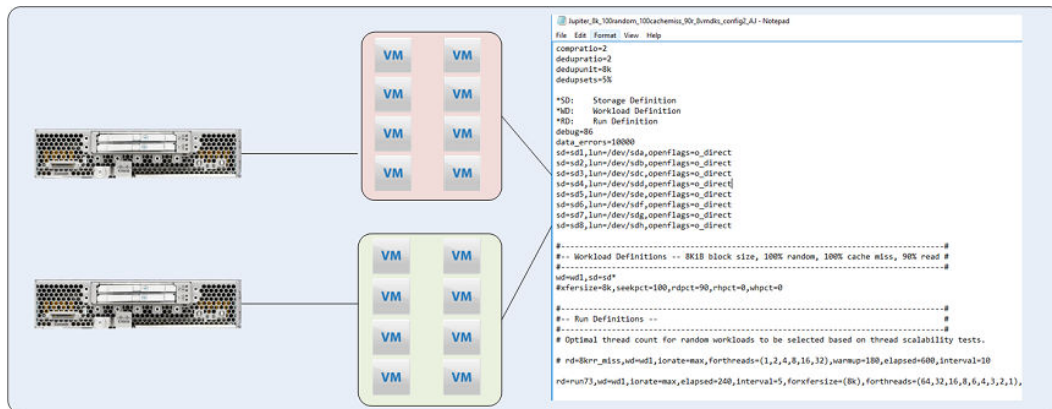 VM VM
VM VM
VM VM
VM VM
VM VM
VM VM
VM VM
VM VM
Jupiter_8k_100random_100cachemiss_90r_8vmdks_config2_AJ - Notepad
File Edit Format View Help
compratio=2
dedupratio=2
dedupunit=8k
dedupsets=5%
*SD: Storage Definition
*WD: Workload Definition
*RD: Run Definition
debug=86
data_errors=10000
sd=sd1,lun=/dev/sda,openflags=o_direct
sd=sd2,lun=/dev/sdb,openflags=o_direct
sd=sd3,lun=/dev/sdc,openflags=o_direct
sd=sd4,lun=/dev/sdd,openflags=o_direct
sd=sd5,lun=/dev/sde,openflags=o_direct
sd=sd6,lun=/dev/sdf,openflags=o_direct
sd=sd7,lun=/dev/sdg,openflags=o_direct
sd=sd8,lun=/dev/sdh,openflags=o_direct
#-----------------------------------------------------------------------#
#-- Workload Definitions -- 8KiB block size, 100% random, 100% cache miss, 90% read #
#-----------------------------------------------------------------------#
wd=wd1,sd=sd*
#xfersize=8k,seekpct=100,rdpct=90,rhpct=0,whpct=0
#-----------------------------------------------------------------------#
#-- Run Definitions -- #
#-----------------------------------------------------------------------#
# Optimal thread count for random workloads to be selected based on thread scalability tests.
# rd=8krr_miss,wd=wd1,iorate=max,forthreads=(1,2,4,8,16,32),warmup=180,elapsed=600,interval=10
rd=run73,wd=wd1,iorate=max,elapsed=240,interval=5,forxfersize=(8k),forthreads=(64,32,16,8,6,4,3,2,1),